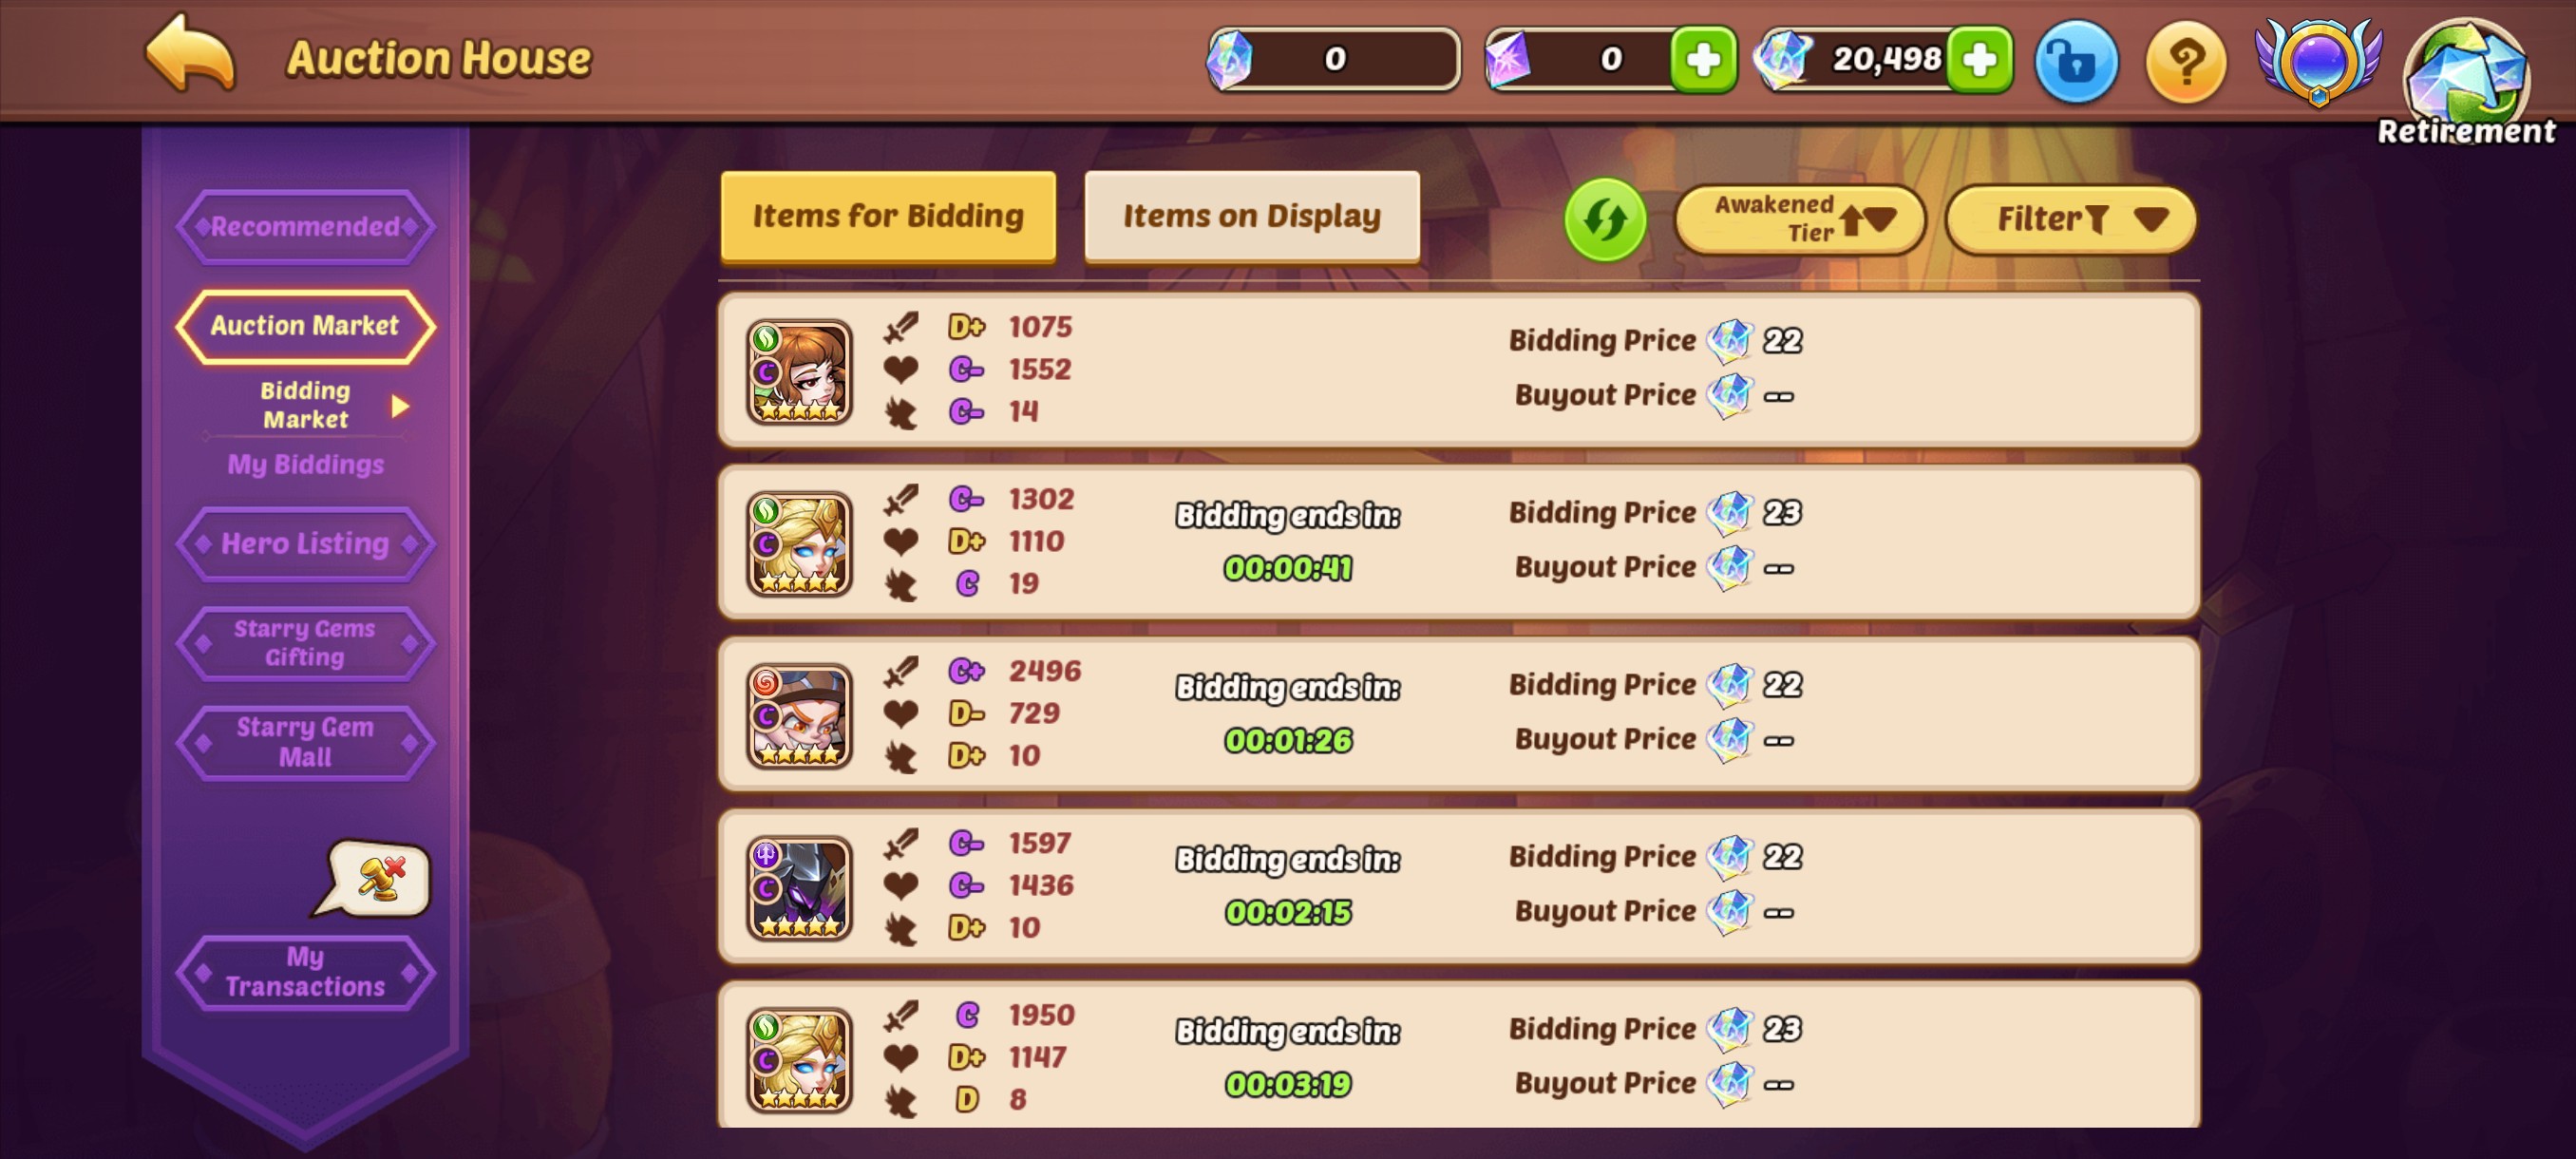 Auction House
0
0
20,498
Retirement
Recommended
Auction Market
Bidding
Market
My Biddings
Hero Listing
Starry Gems
Gifting
Starry Gem
Mall
My
Transactions
Items for Bidding
Items on Display
Awakened
Tier
Filter
C
D+ 1075
C- 1552
C- 14
Bidding Price 22
Buyout Price --
C
C- 1302
D+ 1110
C 19
Bidding ends in:
00:00:41
Bidding Price 23
Buyout Price --
C
C+ 2496
D- 729
D+ 10
Bidding ends in:
00:01:26
Bidding Price 22
Buyout Price --
C
C- 1597
C- 1436
D+ 10
Bidding ends in:
00:02:15
Bidding Price 22
Buyout Price --
C
C 1950
D+ 1147
D 8
Bidding ends in:
00:03:19
Bidding Price 23
Buyout Price --